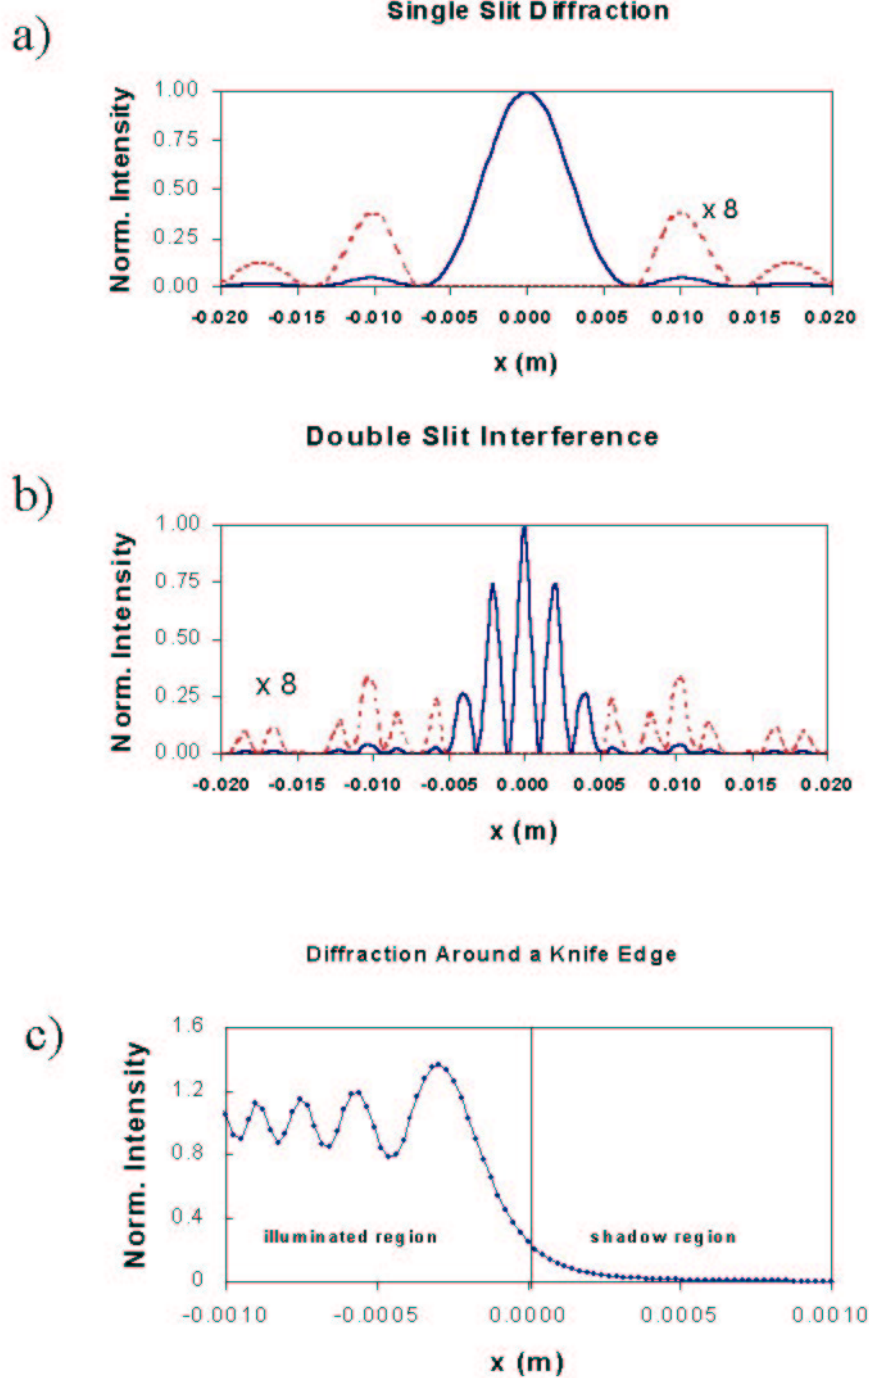 Single Slit Diffraction
a)
Norm. Intensity
1.00
0.75
0.50
0.25
0.00
x 8
-0.020 -0.015 -0.010 -0.005 0.000 0.005 0.010 0.015 0.020
x (m)
Double Slit Interference
b)
Norm. Intensity
1.00
0.75
0.50
0.25
0.00
x 8
-0.020 -0.015 -0.010 -0.005 0.000 0.005 0.010 0.015 0.020
x (m)
Diffraction Around a Knife Edge
c)
Norm. Intensity
1.6
1.2
0.8
0.4
0
illuminated region
shadow region
-0.0010 -0.0005 0.0000 0.0005 0.0010
x (m)